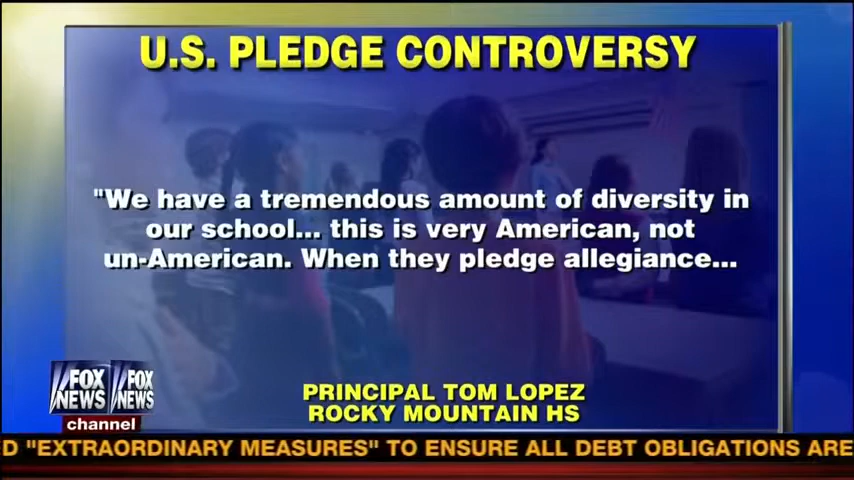 U.S. PLEDGE CONTROVERSY
"We have a tremendous amount of diversity in
our school... this is very American, not
un-American. When they pledge allegiance...
PRINCIPAL TOM LOPEZ
ROCKY MOUNTAIN HS
FOX NEWS
FOX NEWS
channel
D "EXTRAORDINARY MEASURES" TO ENSURE ALL DEBT OBLIGATIONS ARE